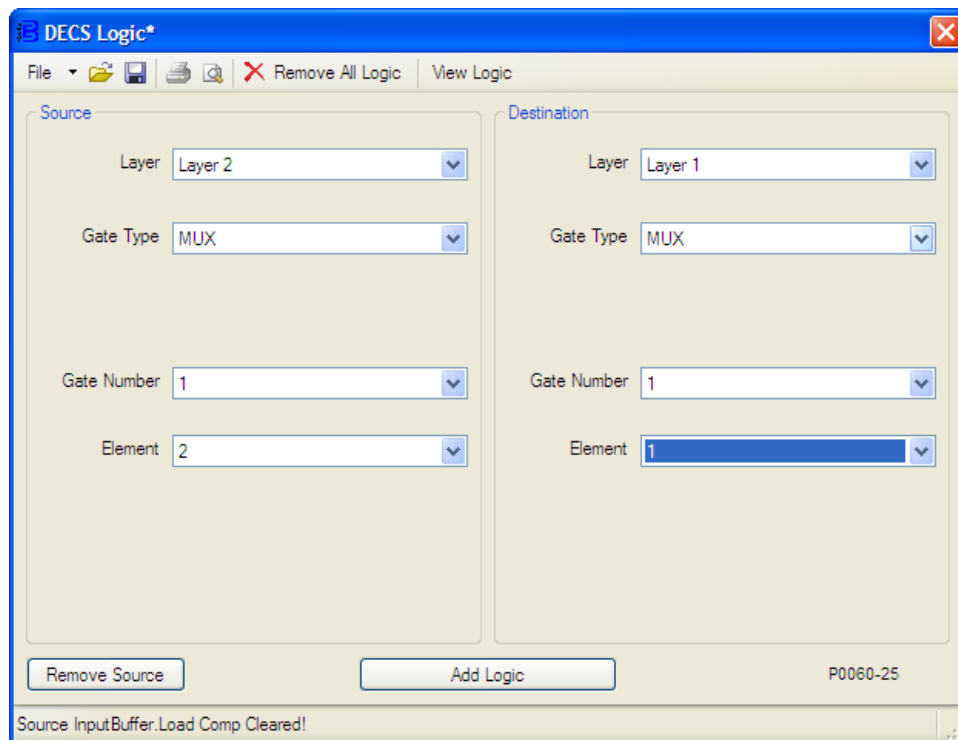 DECS Logic*
File Remove All Logic View Logic
Source Destination
Layer Layer 2 Layer Layer 1
Gate Type MUX Gate Type MUX
Gate Number 1 Gate Number 1
Element 2 Element 1
Remove Source Add Logic P0060-25
Source InputBuffer.Load Comp Cleared!